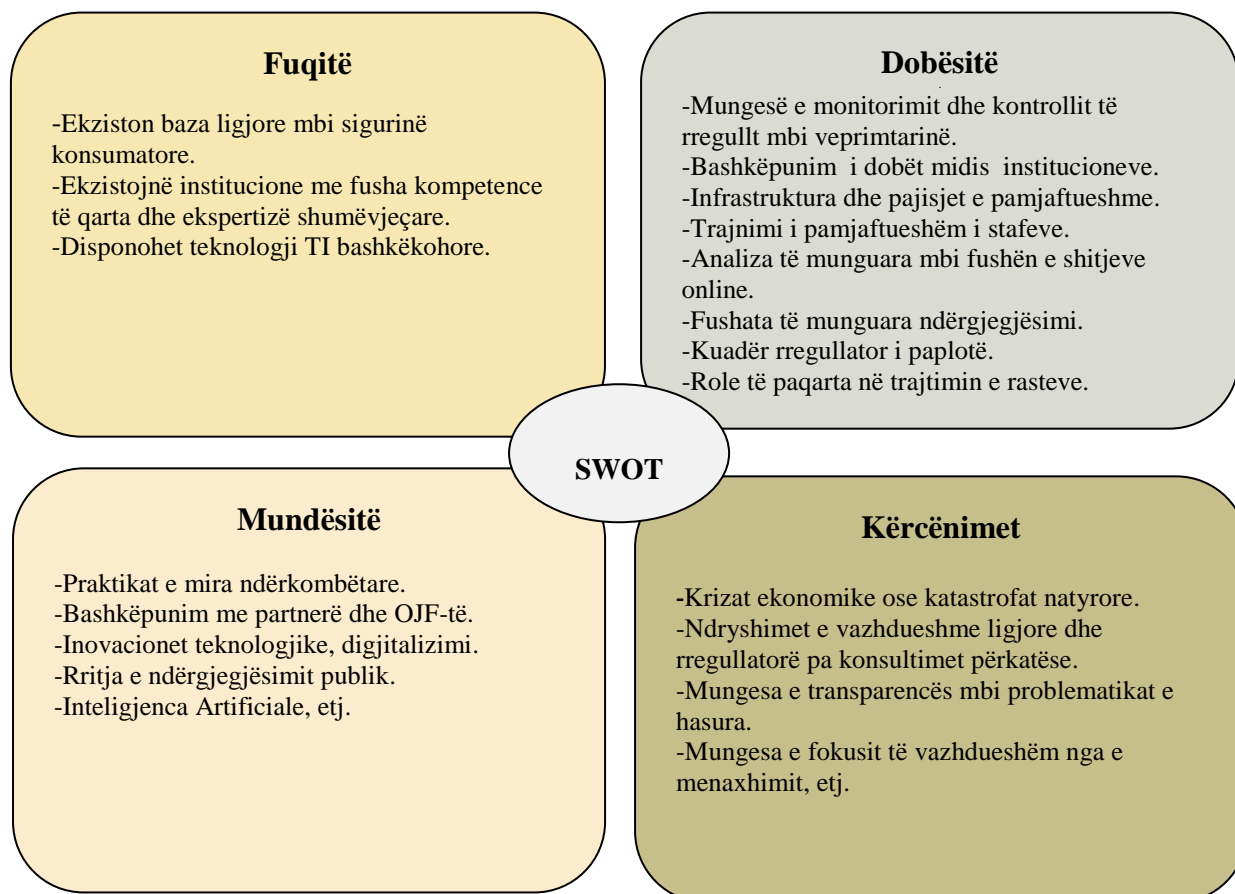 Fuqitë
-Ekziston baza ligjore mbi sigurinë
konsumatore.
-Ekzistojnë institucione me fusha kompetence
të qarta dhe ekspertizë shumëvjeçare.
-Disponohet teknologji TI bashkëkohore.
Dobësitë
-Mungesë e monitorimit dhe kontrollit të
rregullt mbi veprimtarinë.
-Bashkëpunim i dobët midis institucioneve.
-Infrastruktura dhe pajisjet e pamjaftueshme.
-Trajnimi i pamjaftueshëm i stafeve.
-Analiza të munguara mbi fushën e shitjeve
online.
-Fushata të munguara ndërgjegjësimi.
-Kuadër rregullator i paplotë.
-Role të paqarta në trajtimin e rasteve.
SWOT
Mundësitë
-Praktikat e mira ndërkombëtare.
-Bashkëpunim me partnerë dhe OJF-të.
-Inovacionet teknologjike, digjitalizimi.
-Rritja e ndërgjegjësimit publik.
-Inteligjenca Artificiale, etj.
Kërcënimet
-Krizat ekonomike ose katastrofat natyrore.
-Ndryshimet e vazhdueshme ligjore dhe
rregullatorë pa konsultimet përkatëse.
-Mungesa e transparencës mbi problematikat e
hasura.
-Mungesa e fokusit të vazhdueshëm nga e
menaxhimit, etj.